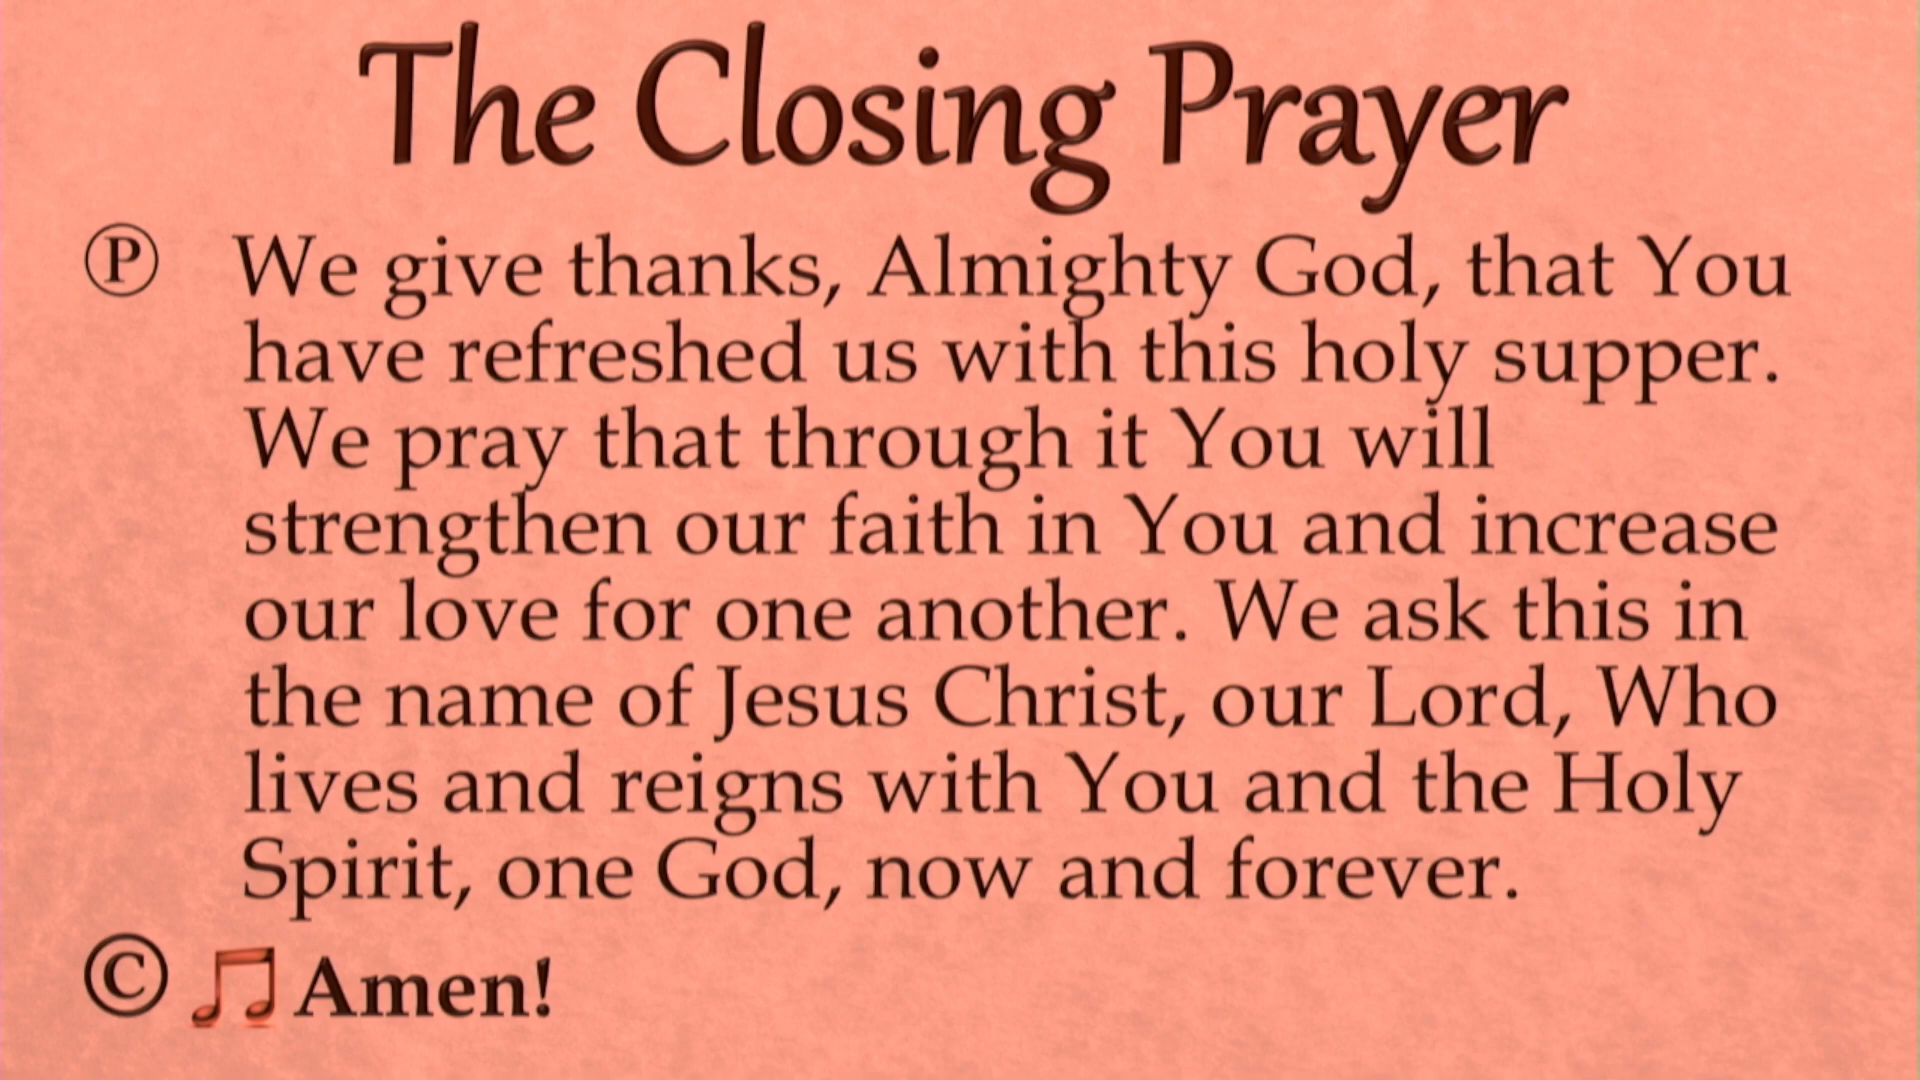 The Closing Prayer
Ⓟ We give thanks, Almighty God, that You
have refreshed us with this holy supper.
We pray that through it You will
strengthen our faith in You and increase
our love for one another. We ask this in
the name of Jesus Christ, our Lord, Who
lives and reigns with You and the Holy
Spirit, one God, now and forever.
© ♫ Amen!